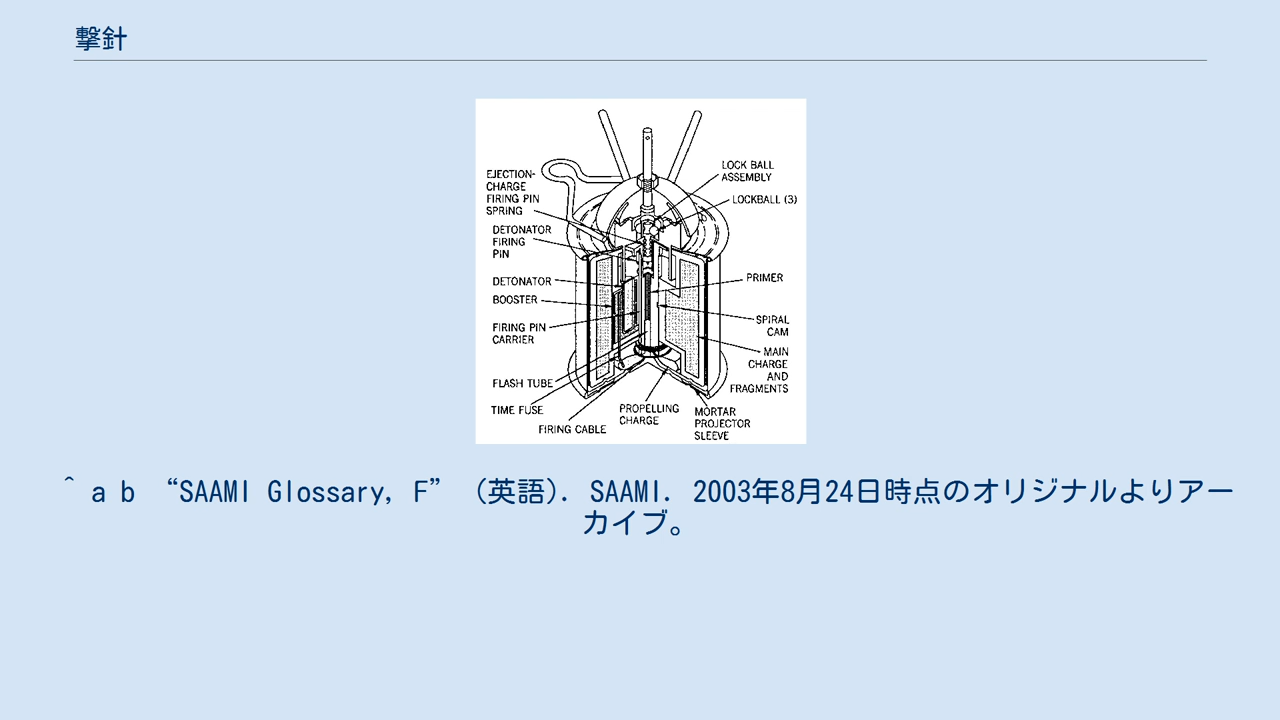 撃針
EJECTION-
CHARGE
FIRING PIN
SPRING
DETONATOR
FIRING
PIN
DETONATOR
BOOSTER
FIRING PIN
CARRIER
FLASH TUBE
TIME FUSE
FIRING CABLE
PROPELLING
CHARGE
MORTAR
PROJECTOR
SLEEVE
LOCK BALL
ASSEMBLY
LOCKBALL (3)
PRIMER
SPIRAL
CAM
MAIN
CHARGE
AND
FRAGMENTS
^ a b “SAAMI Glossary, F” （英語）. SAAMI. 2003年8月24日時点のオリジナルよりアー
カイブ。